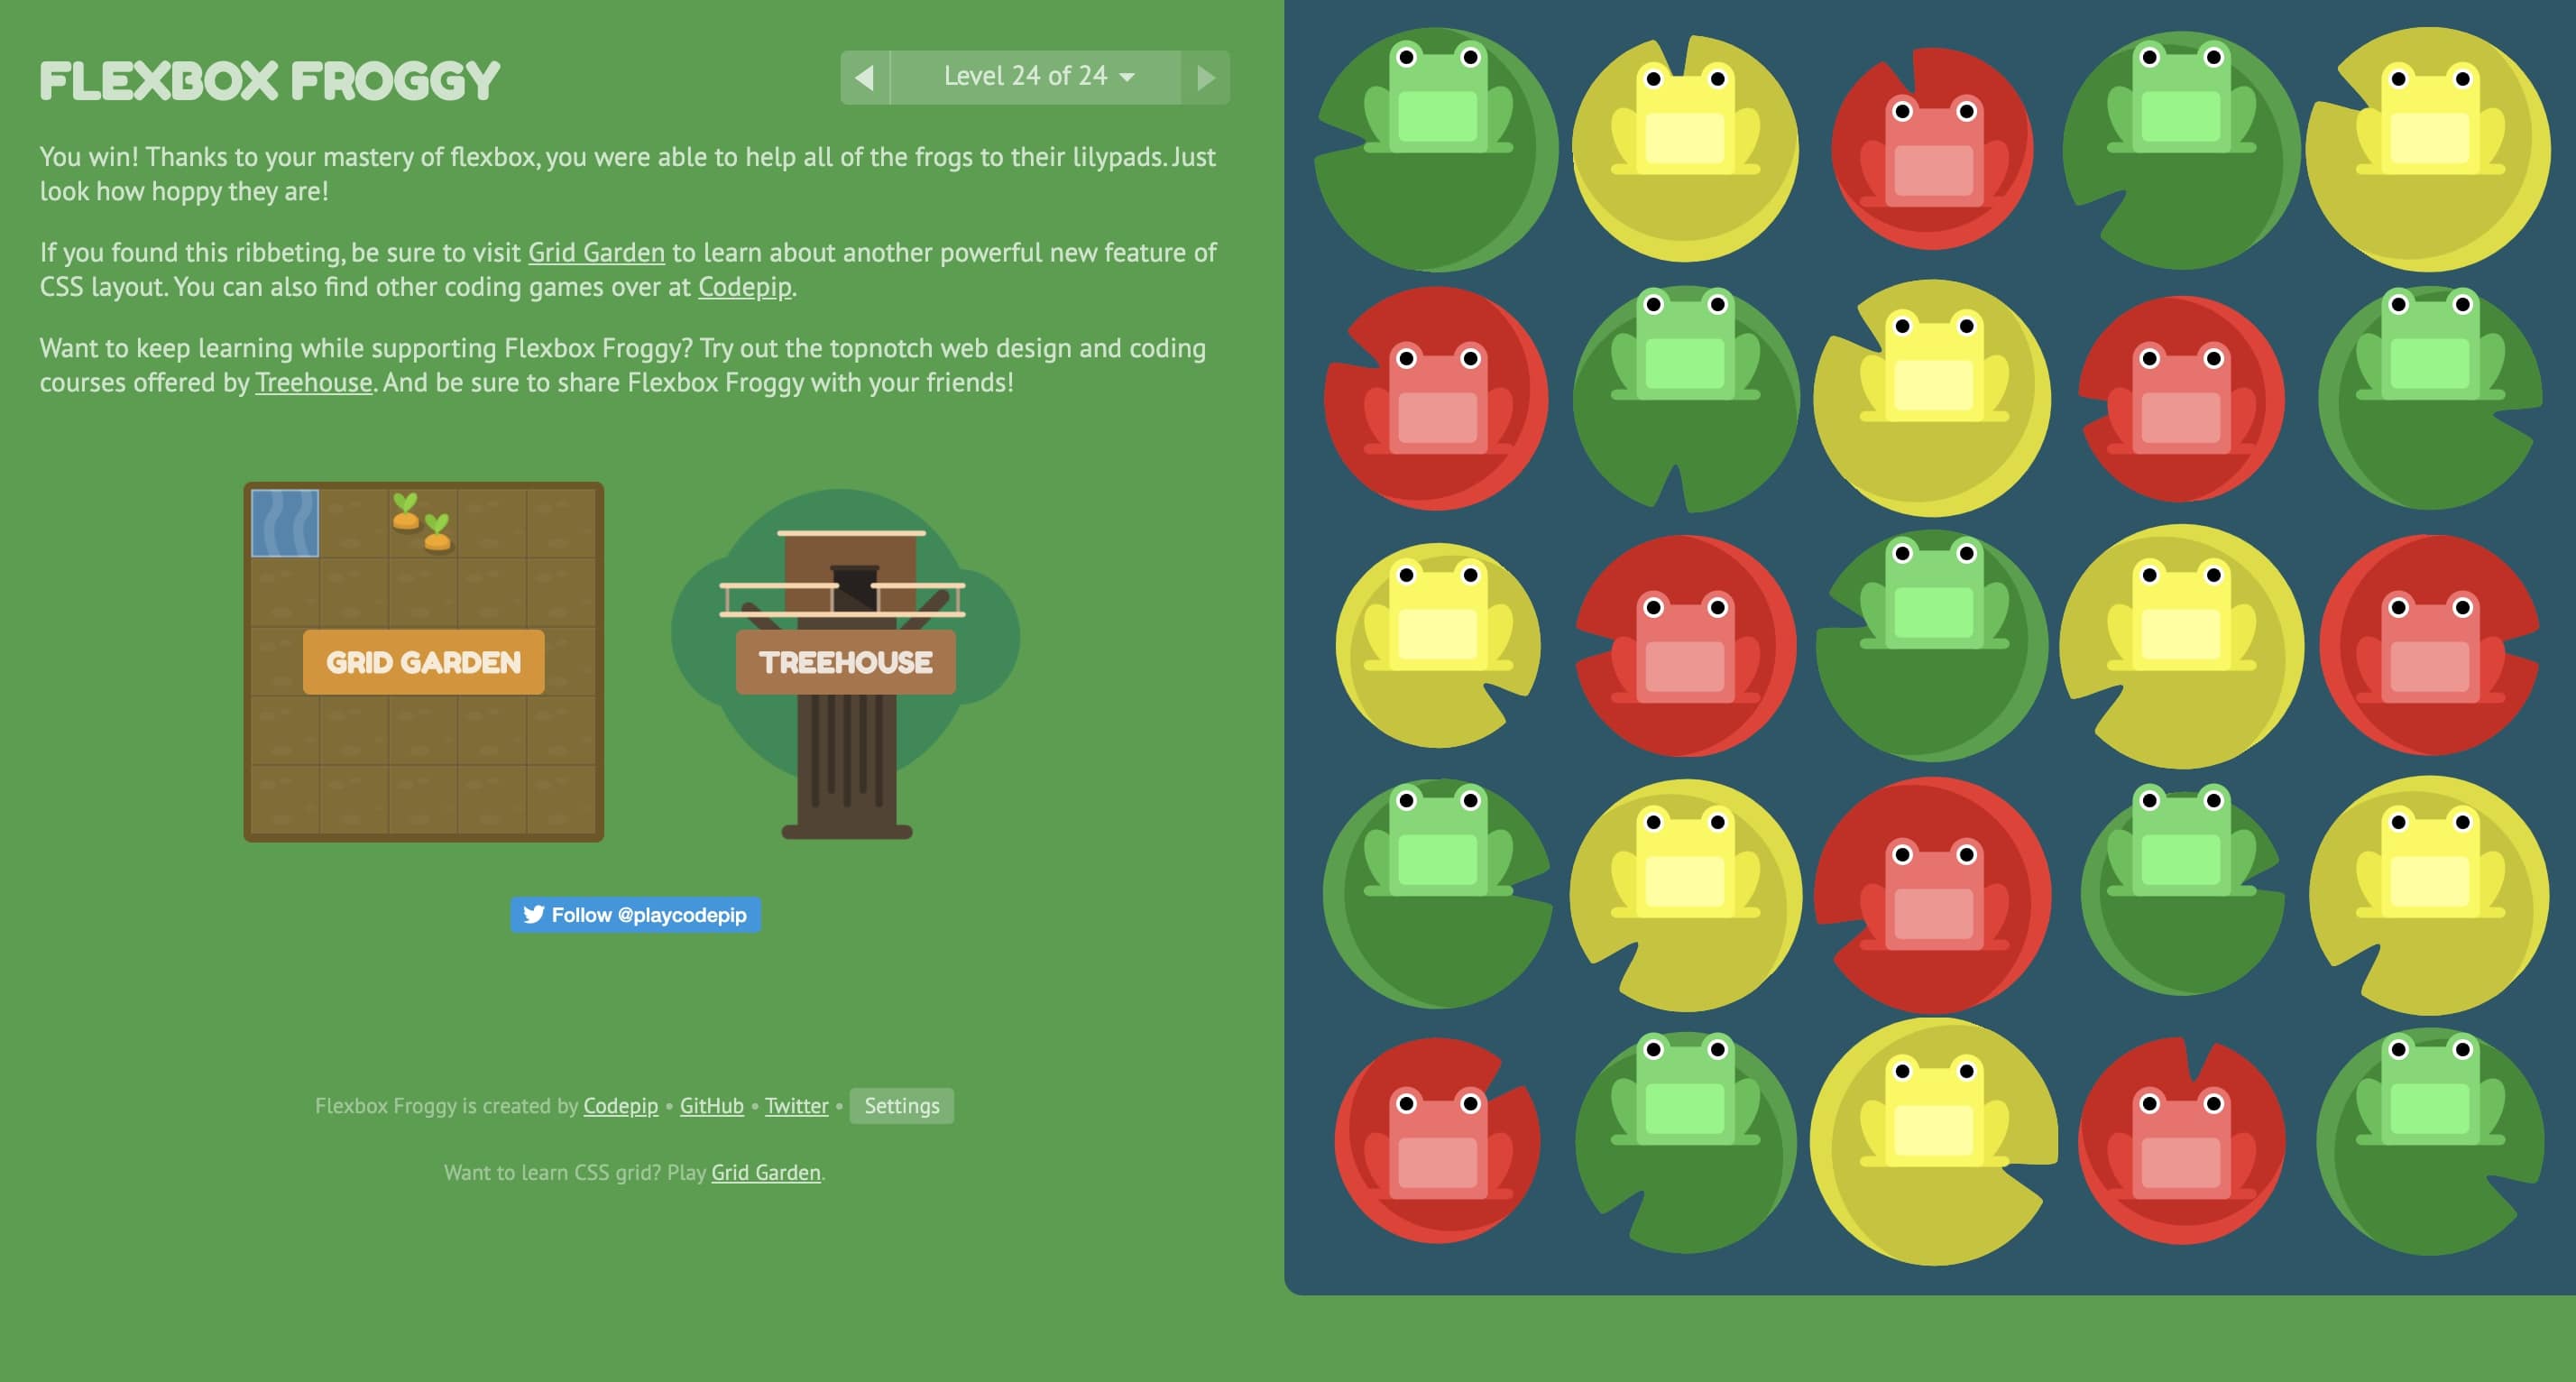 FLEXBOX FROGGY
Level 24 of 24
You win! Thanks to your mastery of flexbox, you were able to help all of the frogs to their lilypads. Just
look how hoppy they are!
If you found this ribbeting, be sure to visit Grid Garden to learn about another powerful new feature of
CSS layout. You can also find other coding games over at Codepip.
Want to keep learning while supporting Flexbox Froggy? Try out the topnotch web design and coding
courses offered by Treehouse. And be sure to share Flexbox Froggy with your friends!
GRID GARDEN
TREEHOUSE
Follow @playcodepip
Flexbox Froggy is created by Codepip • GitHub • Twitter • Settings
Want to learn CSS grid? Play Grid Garden.